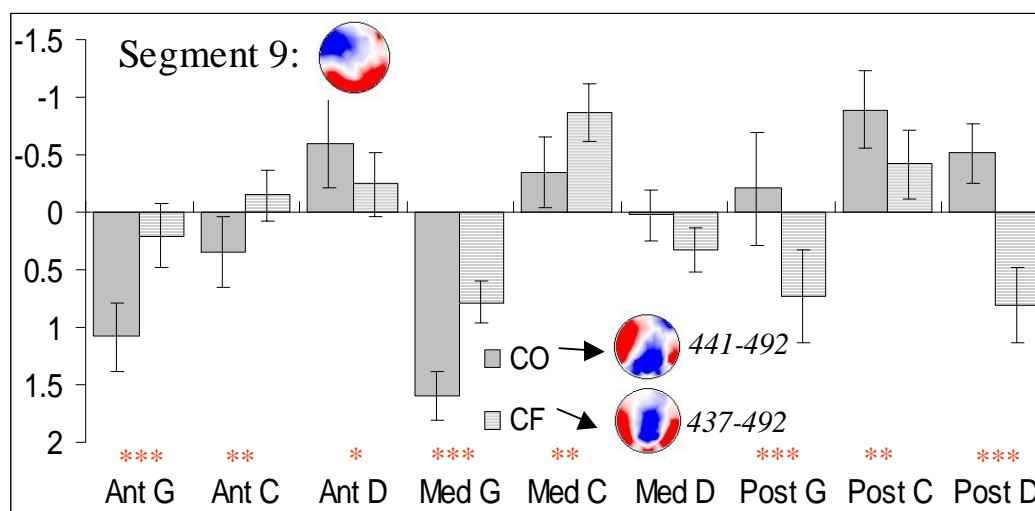 Segment 9:
-1.5
-1
-0.5
0
0.5
1
1.5
2
CO 441-492
CF 437-492
*** ** * *** ** *** ** ***
Ant G Ant C Ant D Med G Med C Med D Post G Post C Post D